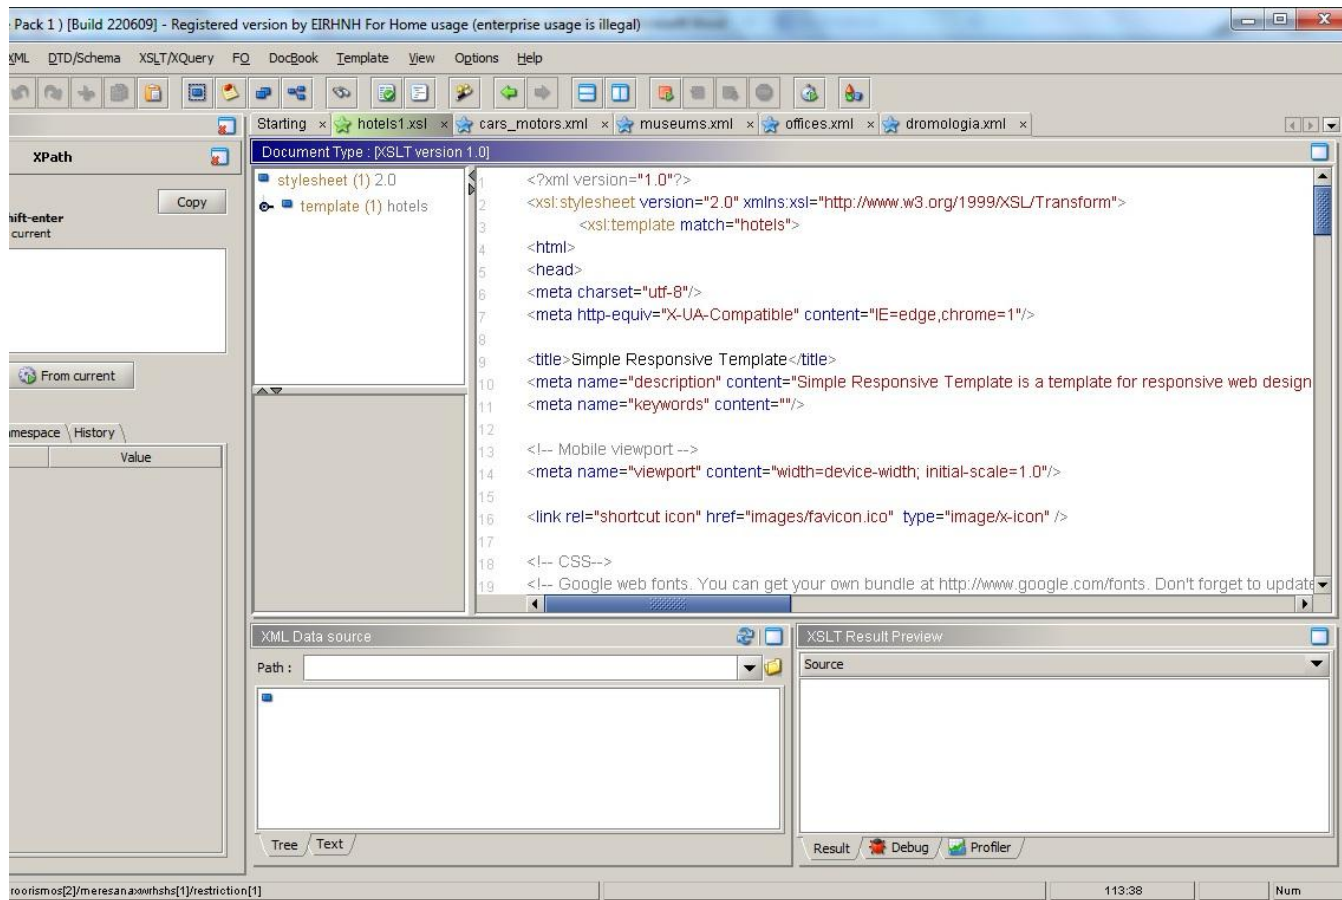 Pack 1 ) [Build 220609] - Registered version by EIRHNH For Home usage (enterprise usage is illegal)
XML DTD/Schema XSLT/XQuery FO DocBook Template View Options Help
Starting × hotels1.xsl × cars_motors.xml × museums.xml × offices.xml × dromologia.xml ×
XPath
Document Type : [XSLT version 1.0]
Copy
hift-enter
current
From current
mespace History
Value
stylesheet (1) 2.0
template (1) hotels
1 <?xml version="1.0"?>
2 <xsl:stylesheet version="2.0" xmlns:xsl="http://www.w3.org/1999/XSL/Transform">
3 <xsl:template match="hotels">
4 <html>
5 <head>
6 <meta charset="utf-8"/>
7 <meta http-equiv="X-UA-Compatible" content="IE=edge,chrome=1"/>
8
9 <title>Simple Responsive Template</title>
10 <meta name="description" content="Simple Responsive Template is a template for responsive web design
11 <meta name="keywords" content=""/>
12
13 <!-- Mobile viewport -->
14 <meta name="viewport" content="width=device-width; initial-scale=1.0"/>
15
16 <link rel="shortcut icon" href="images/favicon.ico" type="image/x-icon" />
17
18 <!-- CSS-->
19 <!-- Google web fonts. You can get your own bundle at http://www.google.com/fonts. Don't forget to update
XML Data source
Path :
Tree Text
XSLT Result Preview
Source
Result Debug Profiler
roorismos[2]/meresanaxwrhshs[1]/restriction[1]
113:38
Num